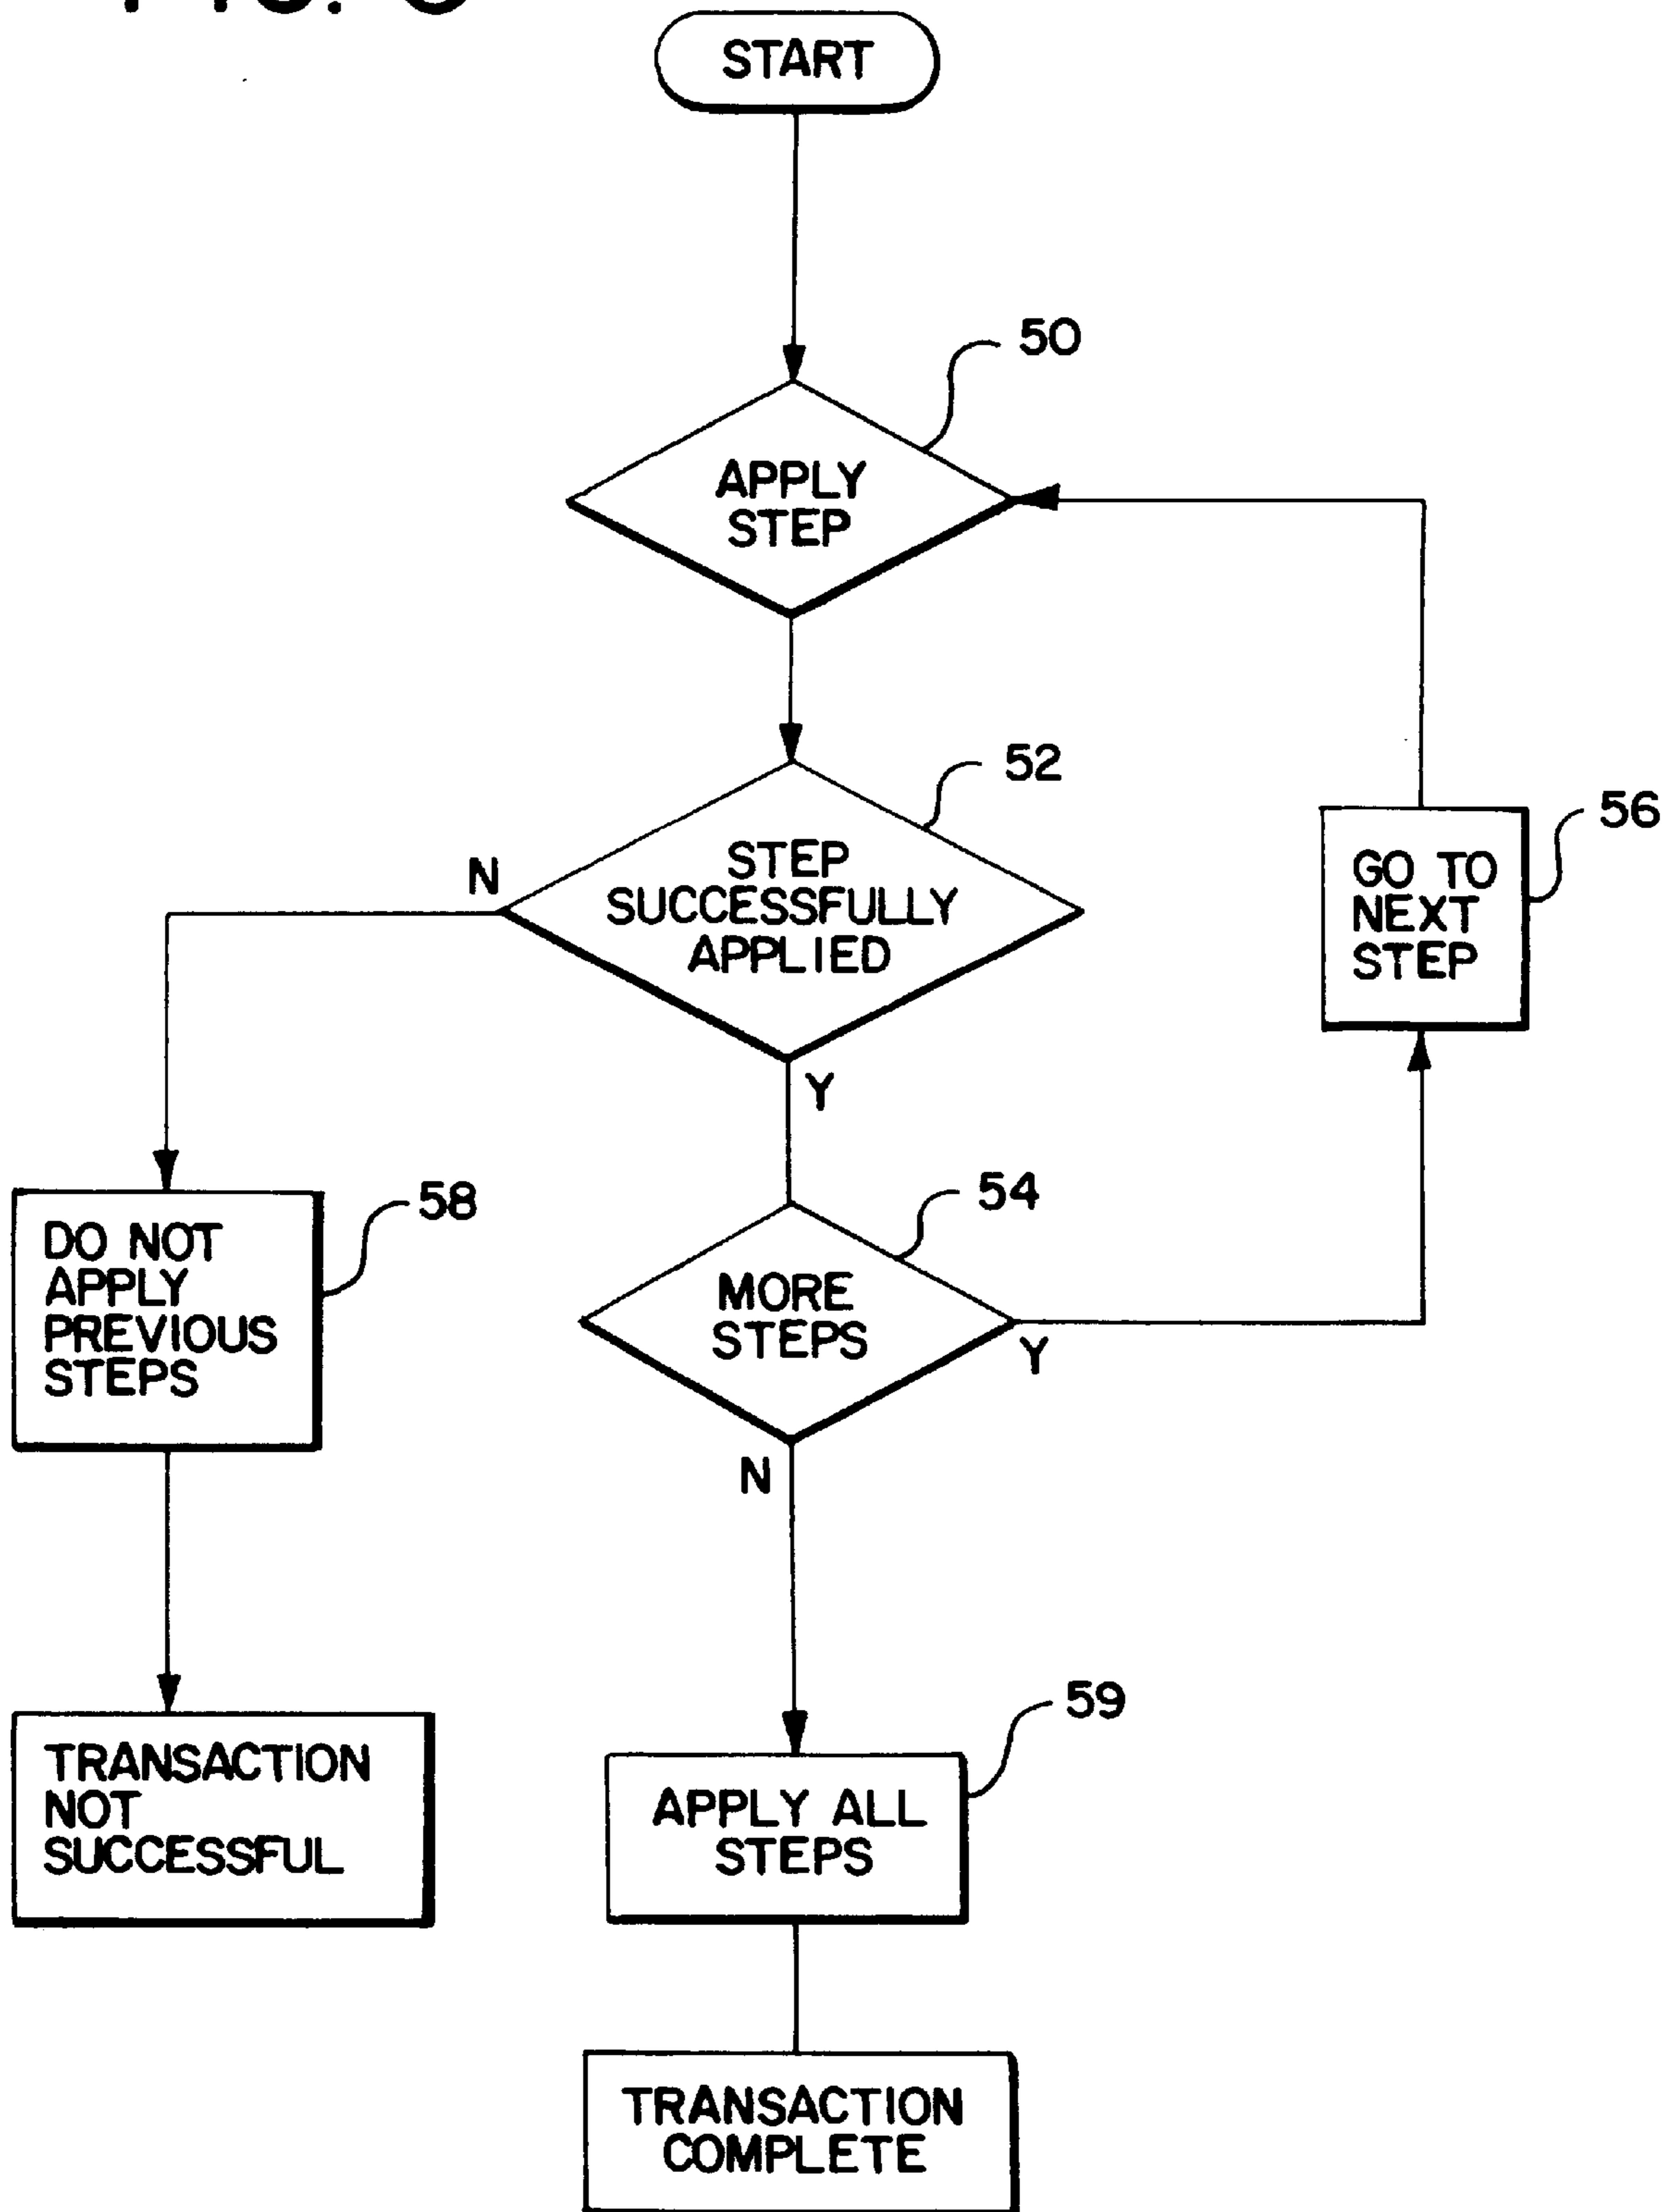 START
50
APPLY
STEP
52
STEP
SUCCESSFULLY
APPLIED
N
Y
56
GO TO
NEXT
STEP
58
DO NOT
APPLY
PREVIOUS
STEPS
54
MORE
STEPS
Y
N
TRANSACTION
NOT
SUCCESSFUL
59
APPLY ALL
STEPS
TRANSACTION
COMPLETE